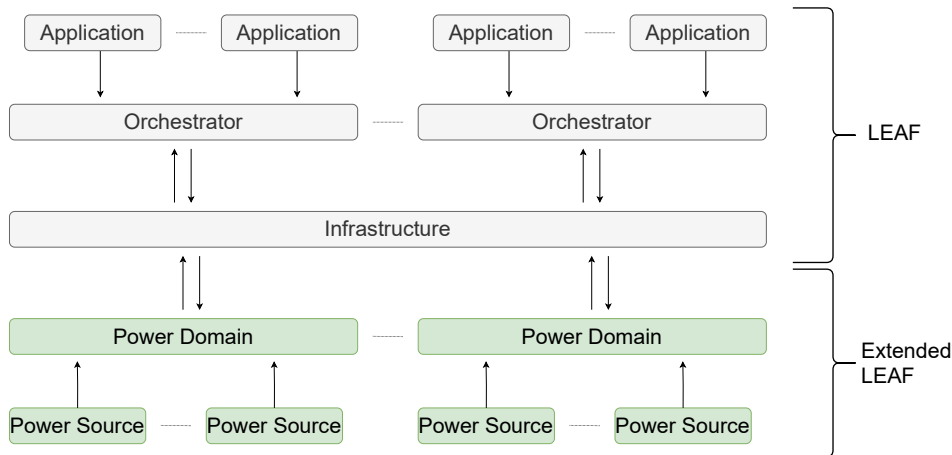 Application
Application
Application
Application
Orchestrator
Orchestrator
LEAF
Infrastructure
Power Domain
Power Domain
Extended
LEAF
Power Source
Power Source
Power Source
Power Source